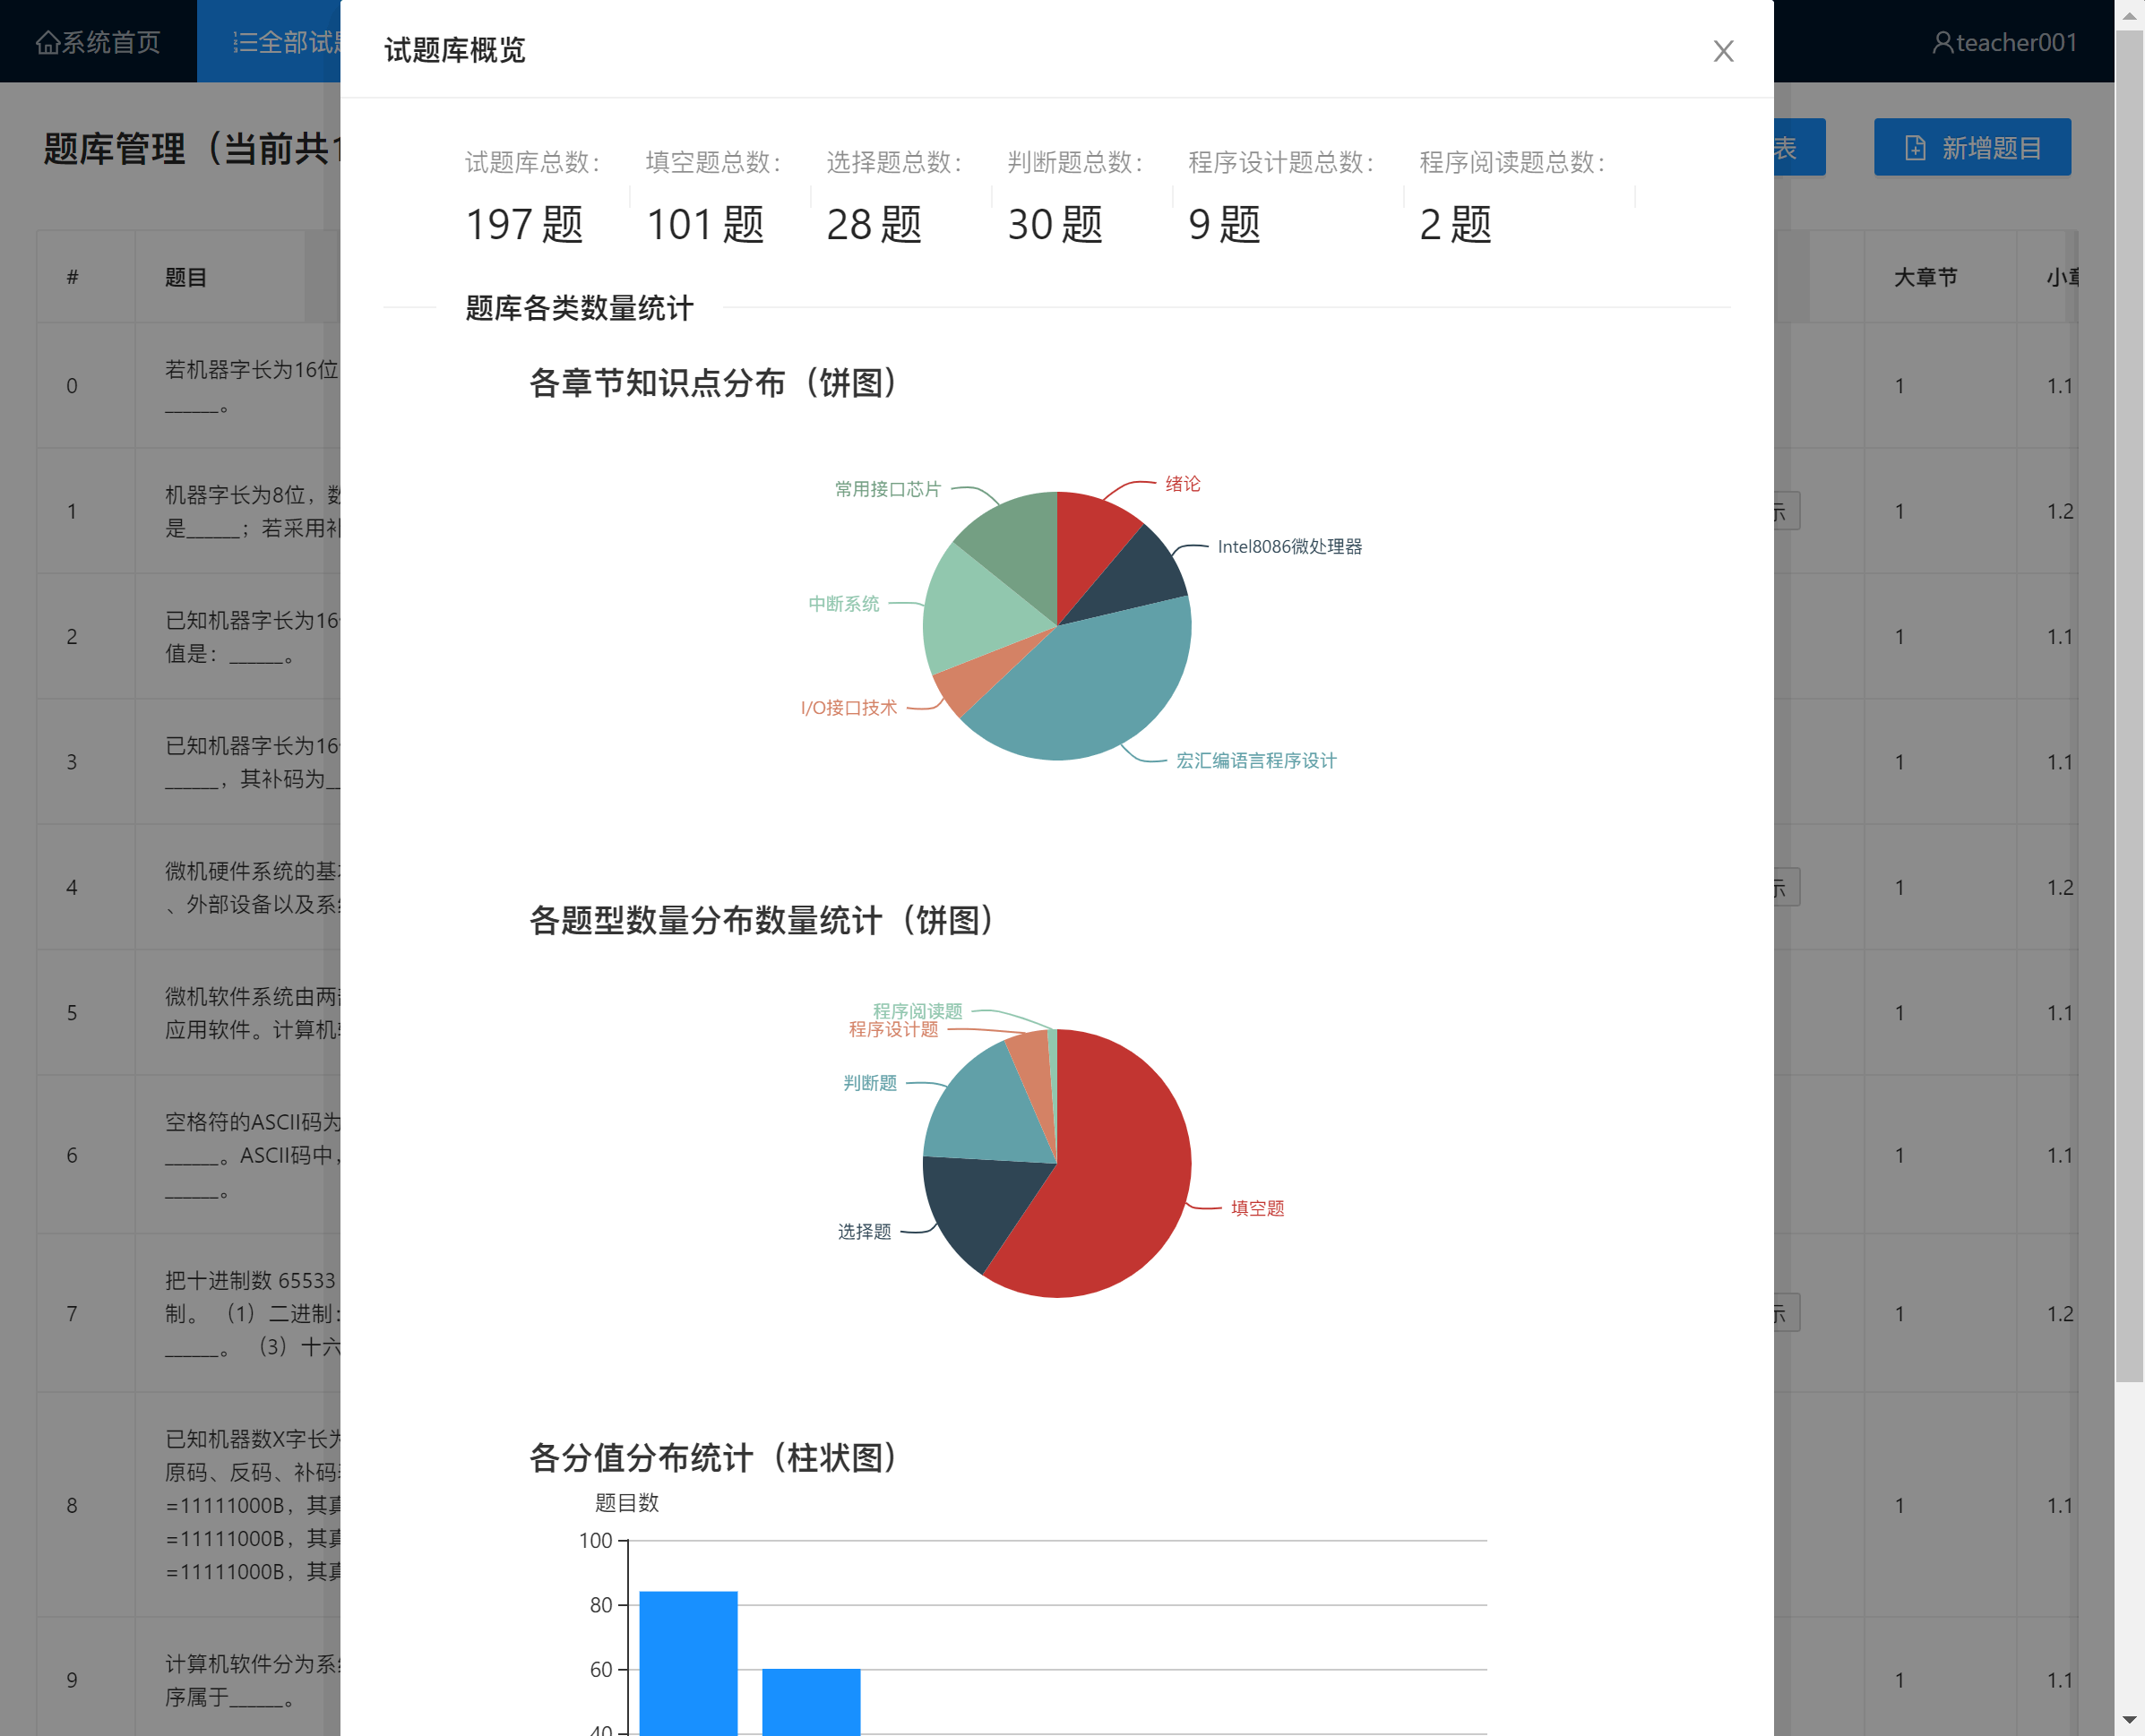 系统首页
全部试题
teacher001
试题库概览
题库管理（当前共1
表
新增题目
试题库总数：
填空题总数：
选择题总数：
判断题总数：
程序设计题总数：
程序阅读题总数：
197 题
101 题
28 题
30 题
9 题
2 题
题库各类数量统计
# 题目 大章节 小章
各章节知识点分布（饼图）
常用接口芯片
绪论
Intel8086微处理器
中断系统
I/O接口技术
宏汇编语言程序设计
各题型数量分布数量统计（饼图）
程序阅读题
程序设计题
判断题
填空题
选择题
各分值分布统计（柱状图）
题目数
100
80
60
40
0 若机器字长为16位 1 1.1
______。
1 机器字长为8位，数 示 1 1.2
是______；若采用补
2 已知机器字长为16 1 1.1
值是：______。
3 已知机器字长为16 1 1.1
______，其补码为__
4 微机硬件系统的基 示 1 1.2
、外部设备以及系
5 微机软件系统由两 1 1.1
应用软件。计算机
6 空格符的ASCII码为 1 1.1
______。ASCII码中，
______。
7 把十进制数 65533 示 1 1.2
制。 （1）二进制：
______。 （3）十六
8 已知机器数X字长为 1 1.1
原码、反码、补码
=11111000B，其真
=11111000B，其真
=11111000B，其真
9 计算机软件分为系 1 1.1
序属于______。